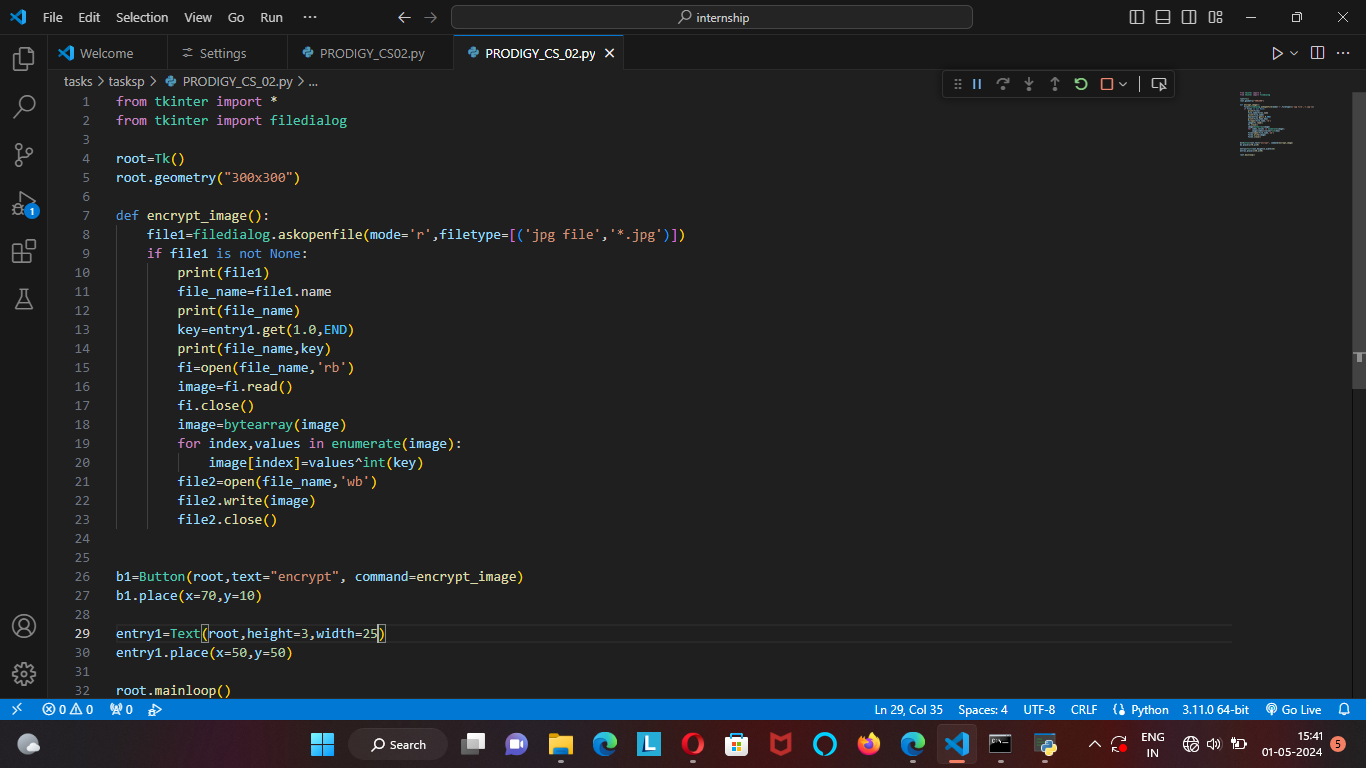 File Edit Selection View Go Run ··· internship
Welcome Settings PRODIGY_CS02.py PRODIGY_CS_02.py
tasks > tasksp > PRODIGY_CS_02.py > ...
1 from tkinter import *
2 from tkinter import filedialog
3
4 root=Tk()
5 root.geometry("300x300")
6
7 def encrypt_image():
8     file1=filedialog.askopenfile(mode='r',filetype=[('jpg file','*.jpg')])
9     if file1 is not None:
10         print(file1)
11         file_name=file1.name
12         print(file_name)
13         key=entry1.get(1.0,END)
14         print(file_name,key)
15         fi=open(file_name,'rb')
16         image=fi.read()
17         fi.close()
18         image=bytearray(image)
19         for index,values in enumerate(image):
20             image[index]=values^int(key)
21         file2=open(file_name,'wb')
22         file2.write(image)
23         file2.close()
24
25
26 b1=Button(root,text="encrypt", command=encrypt_image)
27 b1.place(x=70,y=10)
28
29 entry1=Text(root,height=3,width=25)
30 entry1.place(x=50,y=50)
31
32 root.mainloop()
1
0 0 0 Ln 29, Col 35 Spaces: 4 UTF-8 CRLF Python 3.11.0 64-bit Go Live
Search ENG IN 15:41 01-05-2024 5